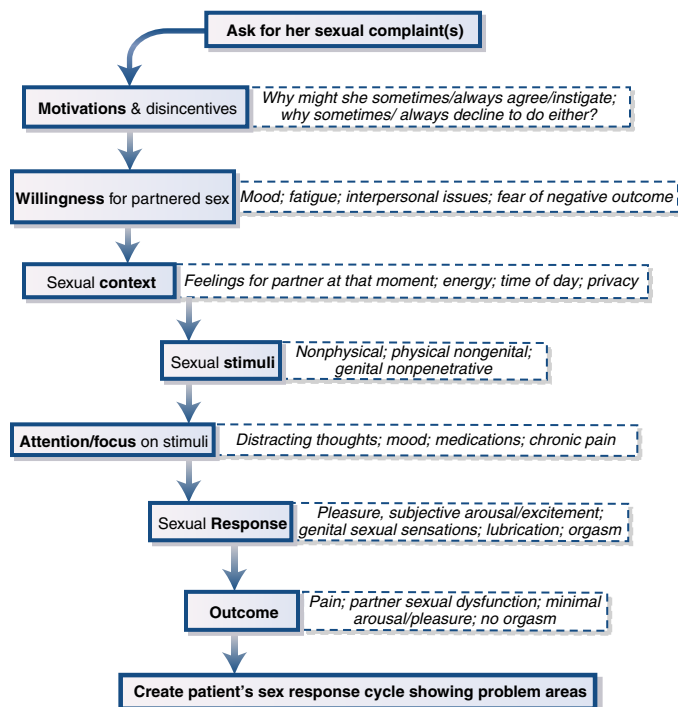 Ask for her sexual complaint(s)
Motivations & disincentives
Why might she sometimes/always agree/instigate;
why sometimes/ always decline to do either?
Willingness for partnered sex
Mood; fatigue; interpersonal issues; fear of negative outcome
Sexual context
Feelings for partner at that moment; energy; time of day; privacy
Sexual stimuli
Nonphysical; physical nongenital;
genital nonpenetrative
Attention/focus on stimuli
Distracting thoughts; mood; medications; chronic pain
Sexual Response
Pleasure, subjective arousal/excitement;
genital sexual sensations; lubrication; orgasm
Outcome
Pain; partner sexual dysfunction; minimal
arousal/pleasure; no orgasm
Create patient's sex response cycle showing problem areas